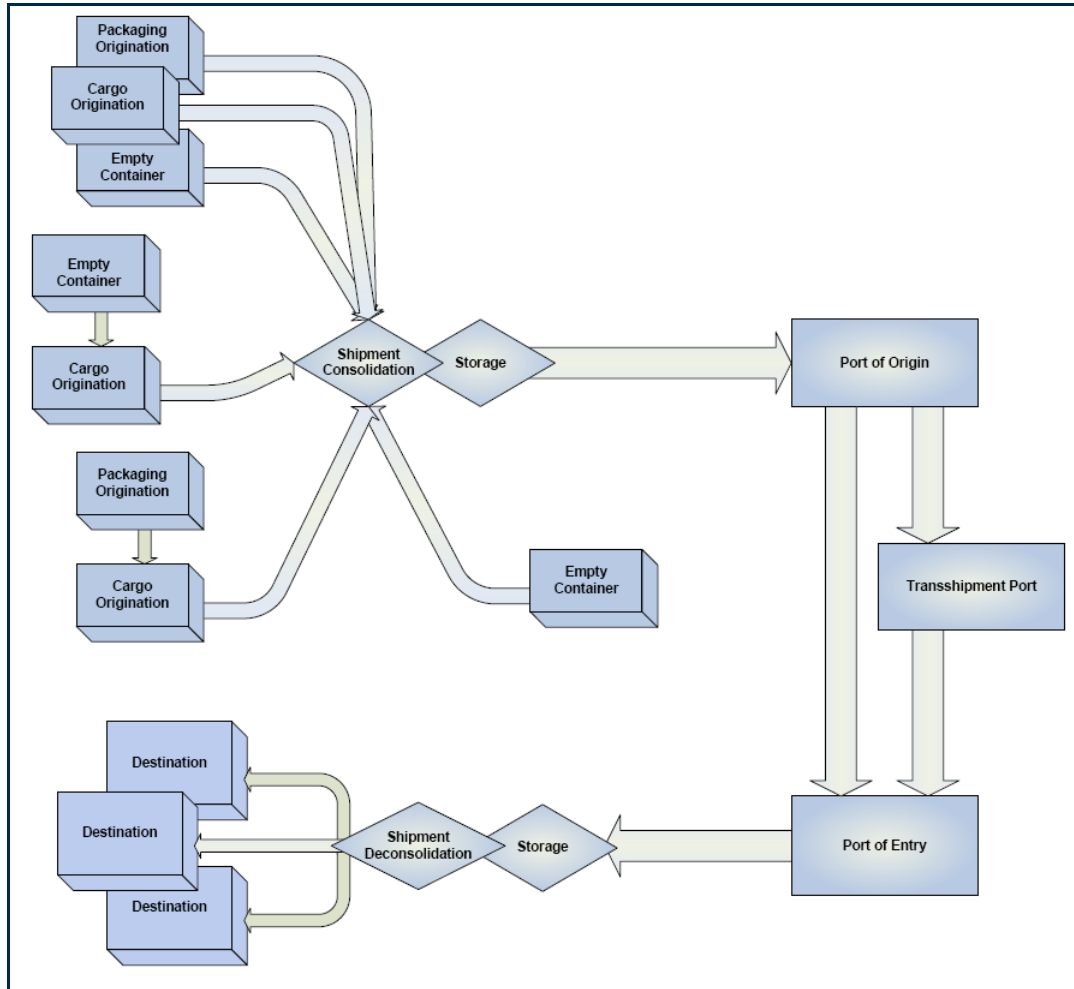 Packaging
Origination
Cargo
Origination
Empty
Container
Empty
Container
Cargo
Origination
Shipment
Consolidation
Storage
Port of Origin
Packaging
Origination
Cargo
Origination
Empty
Container
Transshipment Port
Destination
Destination
Destination
Shipment
Deconsolidation
Storage
Port of Entry